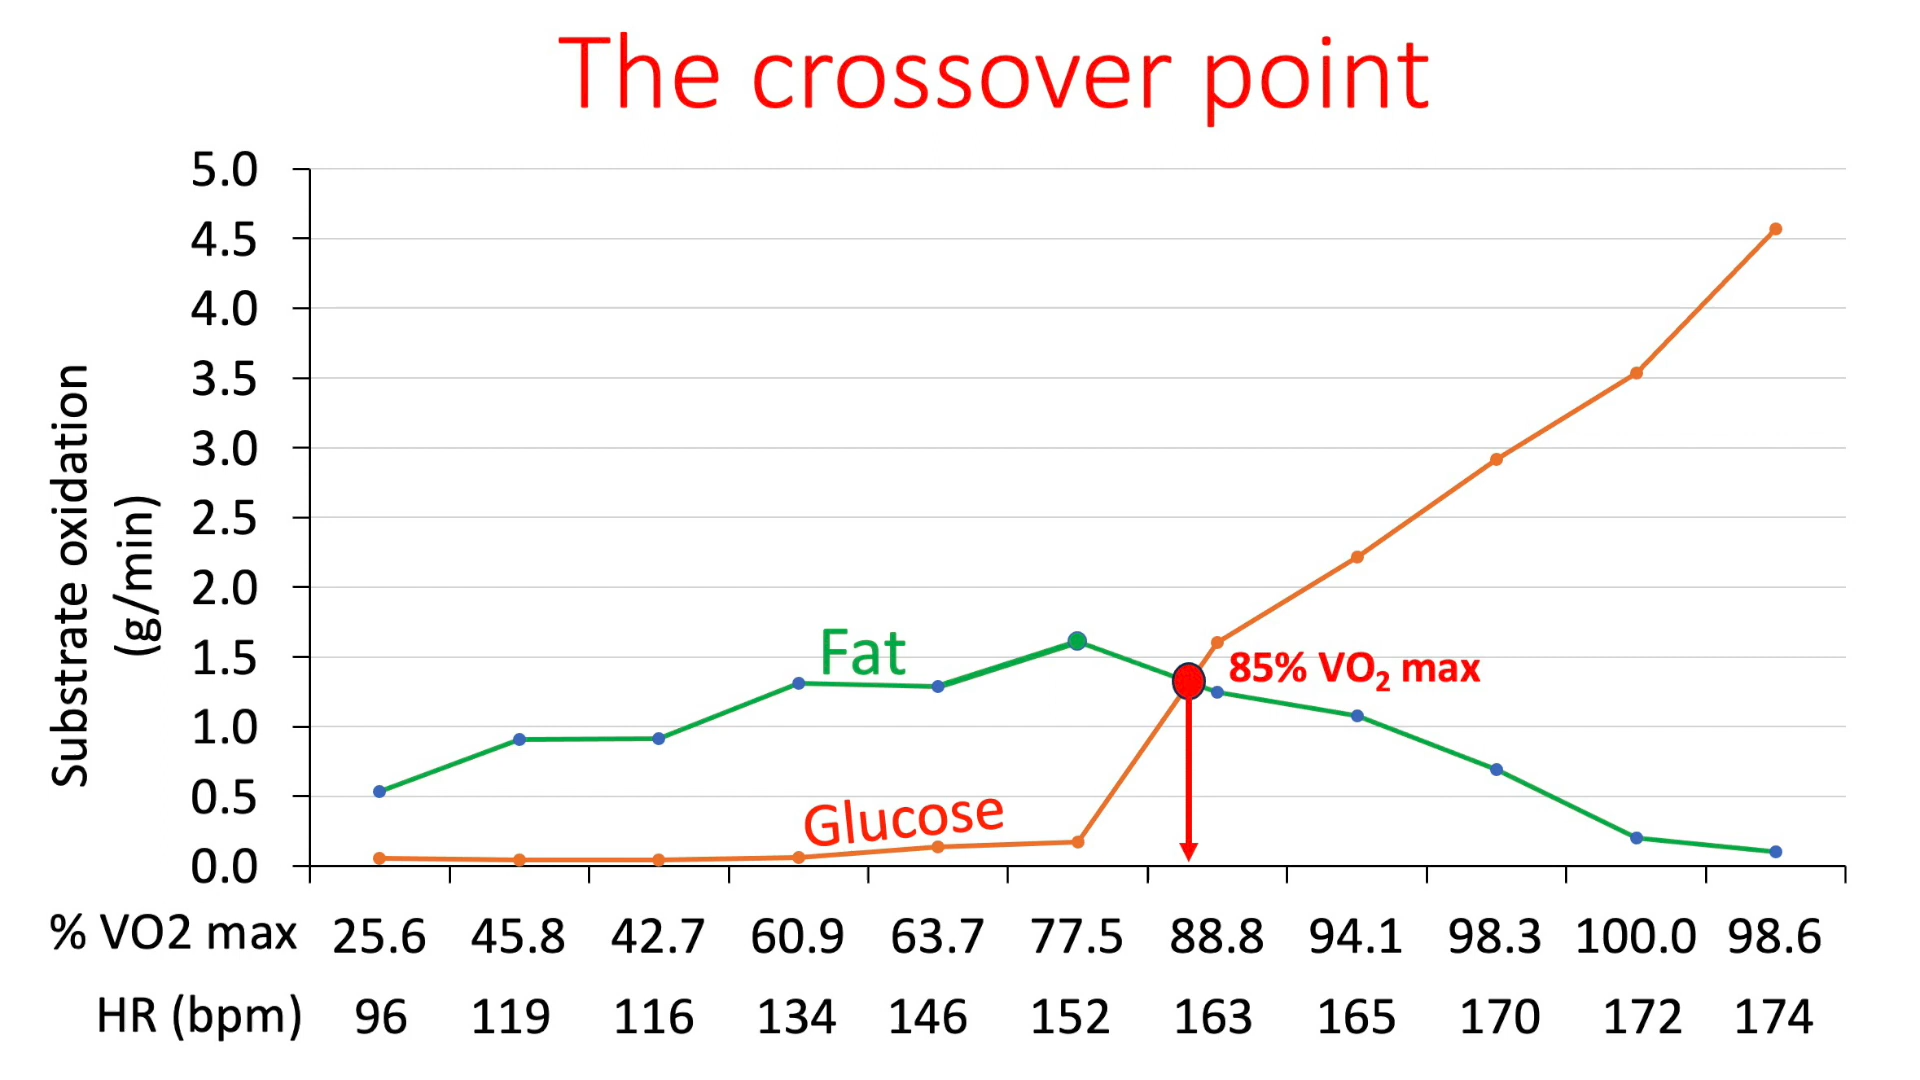 The crossover point
Substrate oxidation
(g/min)
5.0
4.5
4.0
3.5
3.0
2.5
2.0
1.5
1.0
0.5
0.0
Fat
Glucose
85% VO₂ max
% VO2 max 25.6 45.8 42.7 60.9 63.7 77.5 88.8 94.1 98.3 100.0 98.6
HR (bpm) 96 119 116 134 146 152 163 165 170 172 174